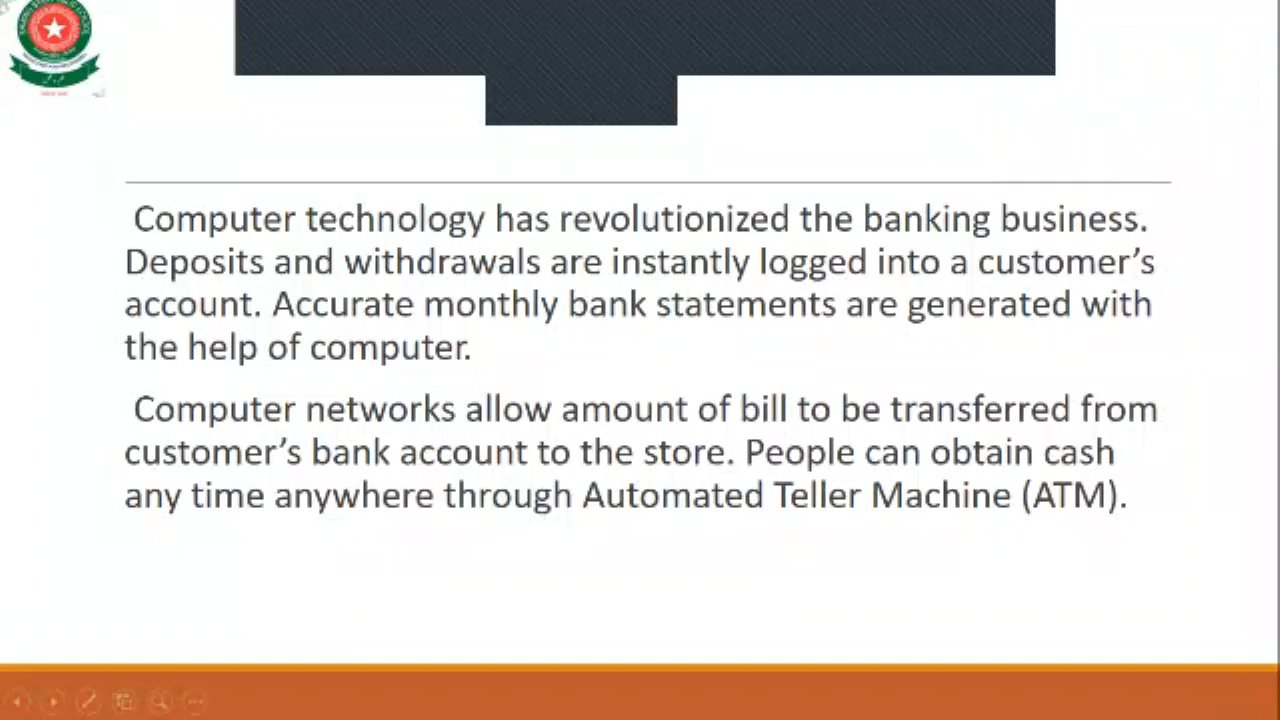 Computer technology has revolutionized the banking business.
Deposits and withdrawals are instantly logged into a customer’s
account. Accurate monthly bank statements are generated with
the help of computer.
Computer networks allow amount of bill to be transferred from
customer’s bank account to the store. People can obtain cash
any time anywhere through Automated Teller Machine (ATM).